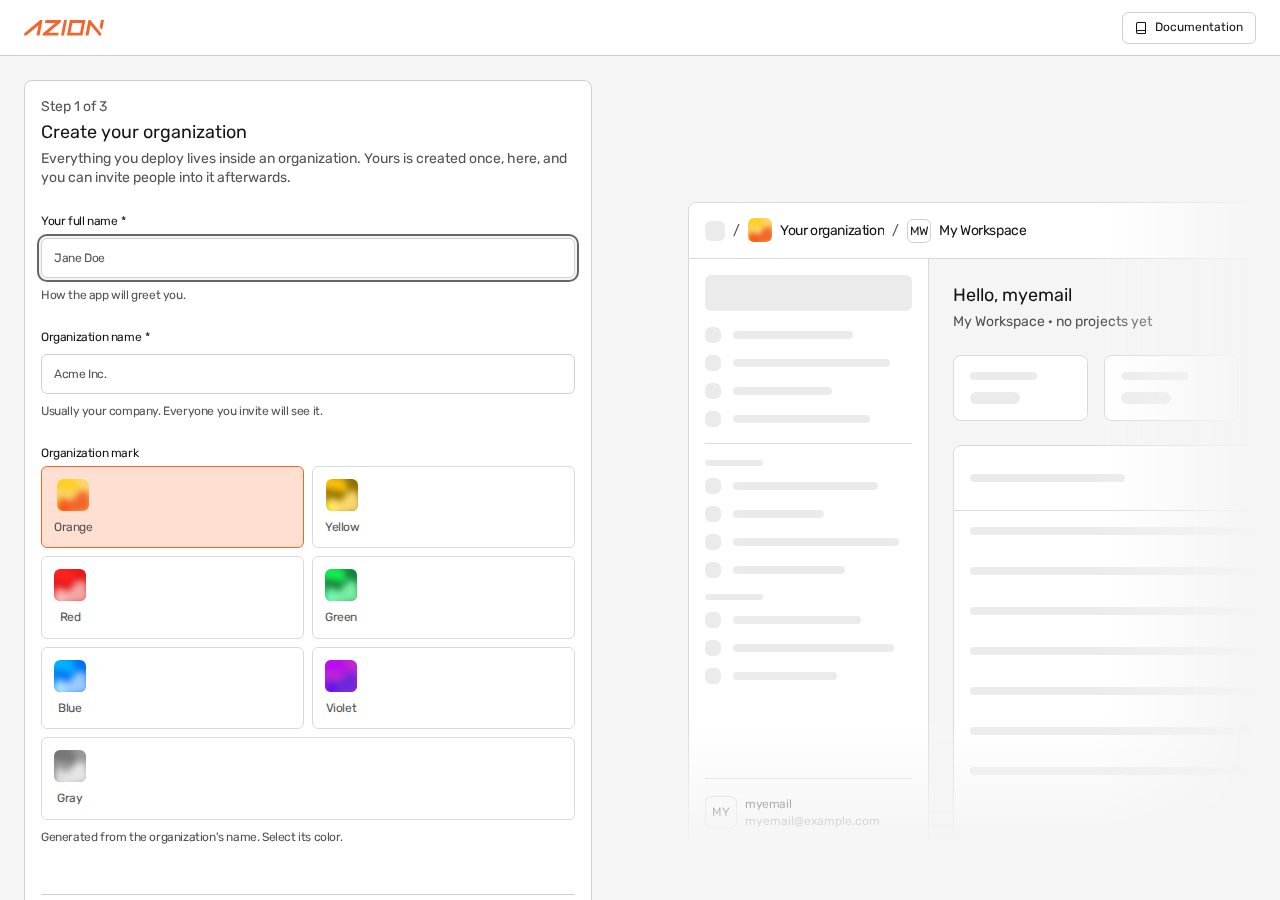 AZION
Documentation
Step 1 of 3
Create your organization
Everything you deploy lives inside an organization. Yours is created once, here, and
you can invite people into it afterwards.
Your full name *
Jane Doe
How the app will greet you.
Organization name *
Acme Inc.
Usually your company. Everyone you invite will see it.
Organization mark
Orange
Yellow
Red
Green
Blue
Violet
Gray
Generated from the organization's name. Select its color.
/ Your organization / MW My Workspace
Hello, myemail
My Workspace • no projects yet
MY
myemail
myemail@example.com